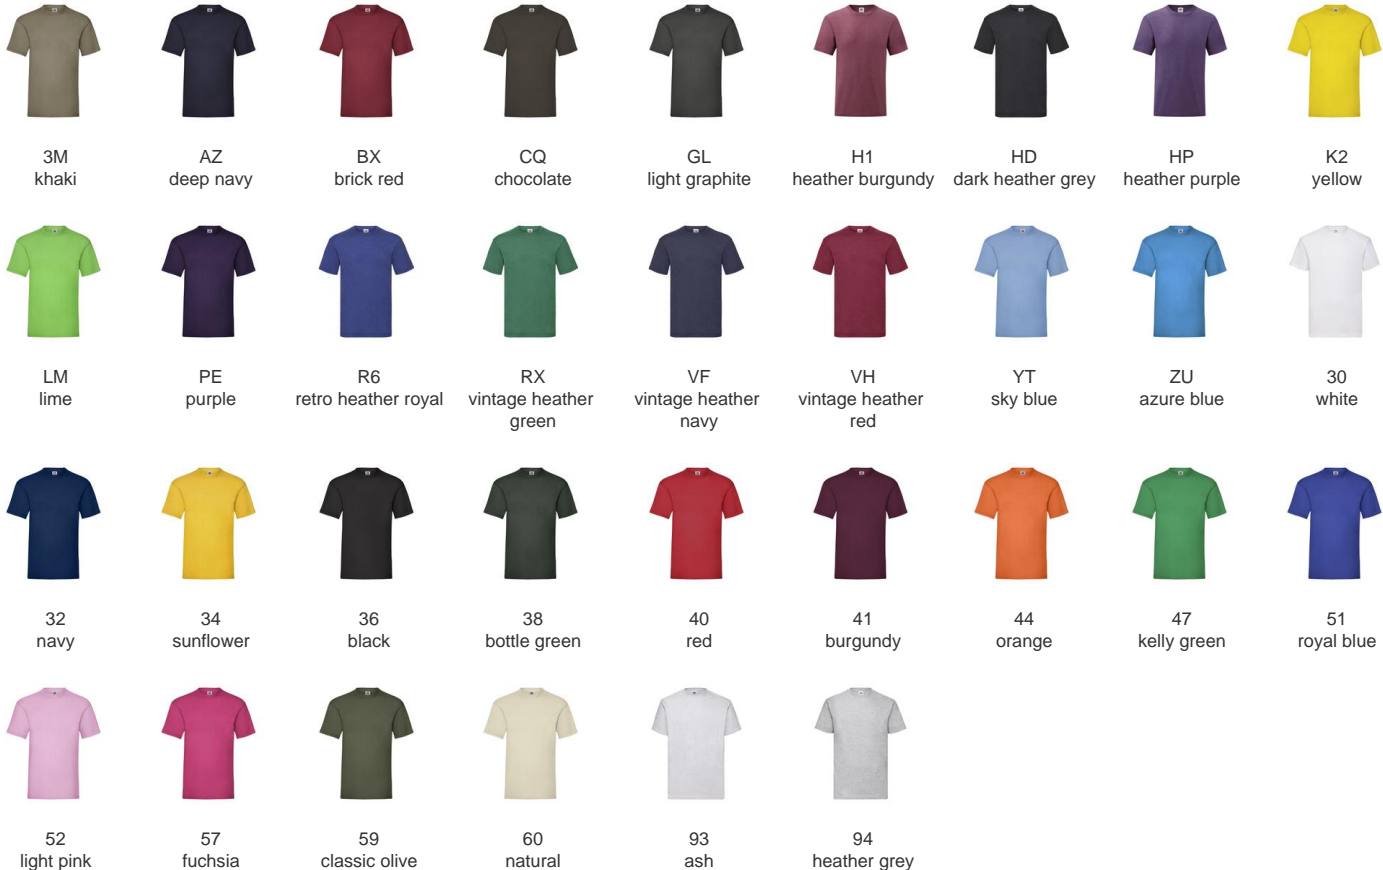 3M AZ BX CQ GL H1 HD HP K2
khaki deep navy brick red chocolate light graphite heather burgundy dark heather grey heather purple yellow
LM PE R6 RX VF VH YT ZU 30
lime purple retro heather royal vintage heather vintage heather vintage heather sky blue azure blue white
green navy red
32 34 36 38 40 41 44 47 51
navy sunflower black bottle green red burgundy orange kelly green royal blue
52 57 59 60 93 94
light pink fuchsia classic olive natural ash heather grey